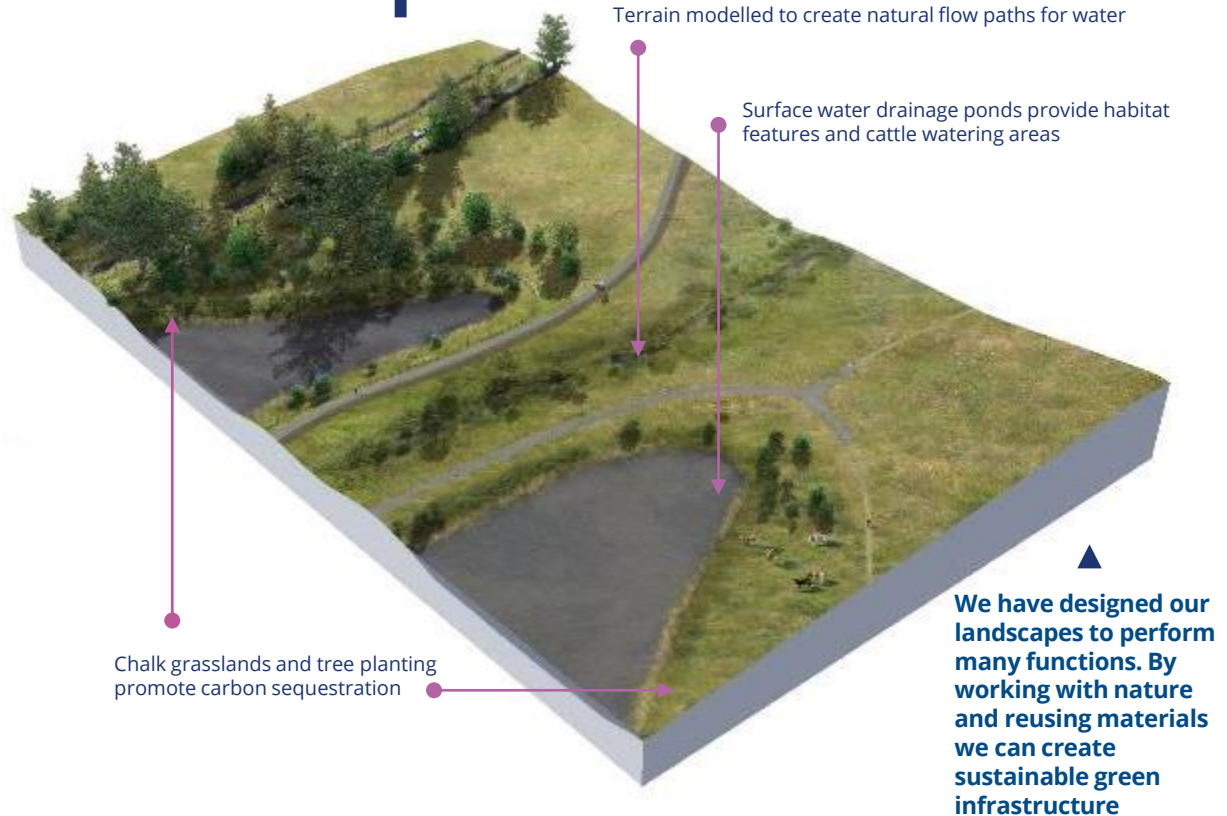 Terrain modelled to create natural flow paths for water
Surface water drainage ponds provide habitat
features and cattle watering areas
Chalk grasslands and tree planting
promote carbon sequestration
We have designed our
landscapes to perform
many functions. By
working with nature
and reusing materials
we can create
sustainable green
infrastructure